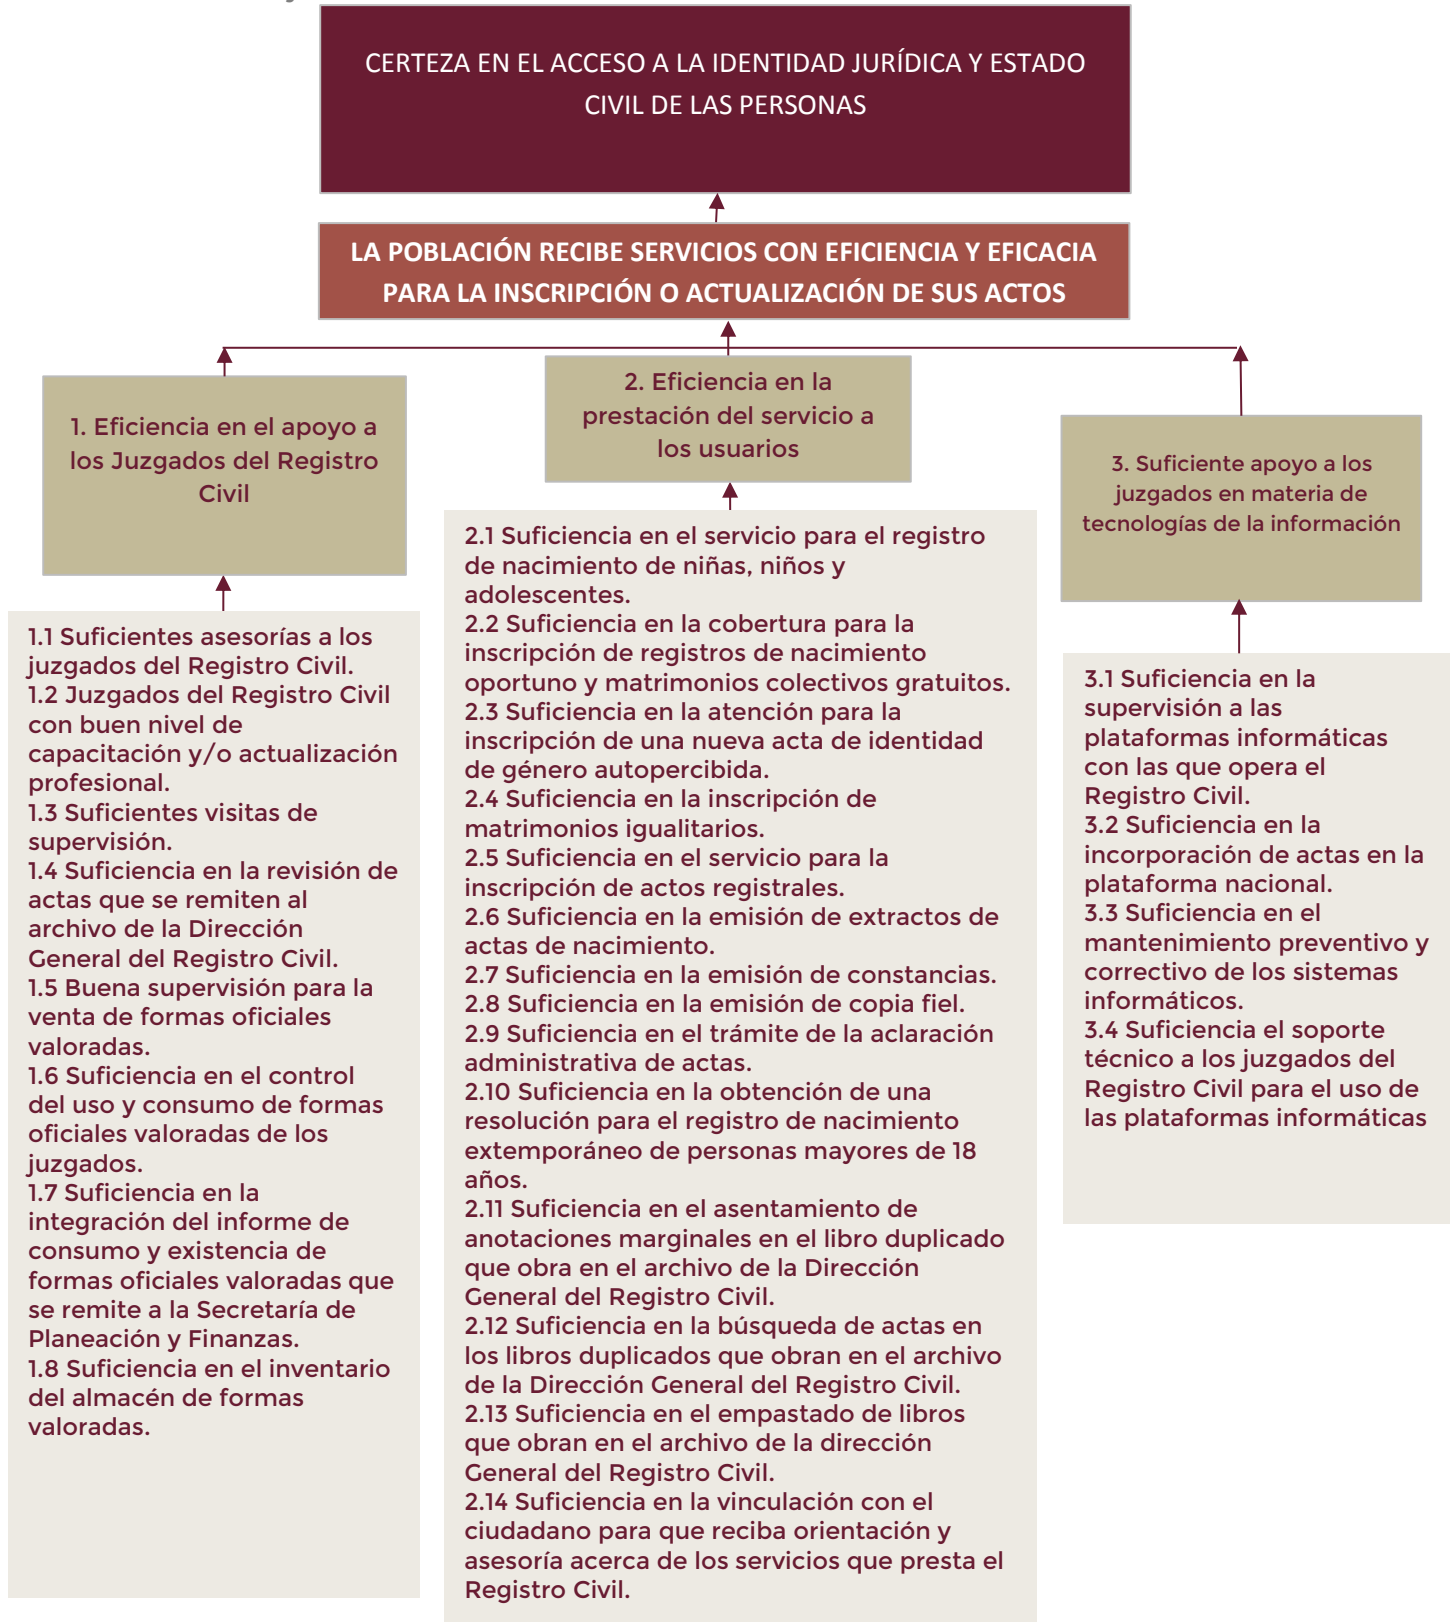 CERTEZA EN EL ACCESO A LA IDENTIDAD JURÍDICA Y ESTADO
CIVIL DE LAS PERSONAS
LA POBLACIÓN RECIBE SERVICIOS CON EFICIENCIA Y EFICACIA
PARA LA INSCRIPCIÓN O ACTUALIZACIÓN DE SUS ACTOS
1. Eficiencia en el apoyo a
los Juzgados del Registro
Civil
1.1 Suficientes asesorías a los
juzgados del Registro Civil.
1.2 Juzgados del Registro Civil
con buen nivel de
capacitación y/o actualización
profesional.
1.3 Suficientes visitas de
supervisión.
1.4 Suficiencia en la revisión de
actas que se remiten al
archivo de la Dirección
General del Registro Civil.
1.5 Buena supervisión para la
venta de formas oficiales
valoradas.
1.6 Suficiencia en el control
del uso y consumo de formas
oficiales valoradas de los
juzgados.
1.7 Suficiencia en la
integración del informe de
consumo y existencia de
formas oficiales valoradas que
se remite a la Secretaría de
Planeación y Finanzas.
1.8 Suficiencia en el inventario
del almacén de formas
valoradas.
2. Eficiencia en la
prestación del servicio a
los usuarios
2.1 Suficiencia en el servicio para el registro
de nacimiento de niñas, niños y
adolescentes.
2.2 Suficiencia en la cobertura para la
inscripción de registros de nacimiento
oportuno y matrimonios colectivos gratuitos.
2.3 Suficiencia en la atención para la
inscripción de una nueva acta de identidad
de género autopercibida.
2.4 Suficiencia en la inscripción de
matrimonios igualitarios.
2.5 Suficiencia en el servicio para la
inscripción de actos registrales.
2.6 Suficiencia en la emisión de extractos de
actas de nacimiento.
2.7 Suficiencia en la emisión de constancias.
2.8 Suficiencia en la emisión de copia fiel.
2.9 Suficiencia en el trámite de la aclaración
administrativa de actas.
2.10 Suficiencia en la obtención de una
resolución para el registro de nacimiento
extemporáneo de personas mayores de 18
años.
2.11 Suficiencia en el asentamiento de
anotaciones marginales en el libro duplicado
que obra en el archivo de la Dirección
General del Registro Civil.
2.12 Suficiencia en la búsqueda de actas en
los libros duplicados que obran en el archivo
de la Dirección General del Registro Civil.
2.13 Suficiencia en el empastado de libros
que obran en el archivo de la dirección
General del Registro Civil.
2.14 Suficiencia en la vinculación con el
ciudadano para que reciba orientación y
asesoría acerca de los servicios que presta el
Registro Civil.
3. Suficiente apoyo a los
juzgados en materia de
tecnologías de la información
3.1 Suficiencia en la
supervisión a las
plataformas informáticas
con las que opera el
Registro Civil.
3.2 Suficiencia en la
incorporación de actas en la
plataforma nacional.
3.3 Suficiencia en el
mantenimiento preventivo y
correctivo de los sistemas
informáticos.
3.4 Suficiencia el soporte
técnico a los juzgados del
Registro Civil para el uso de
las plataformas informáticas